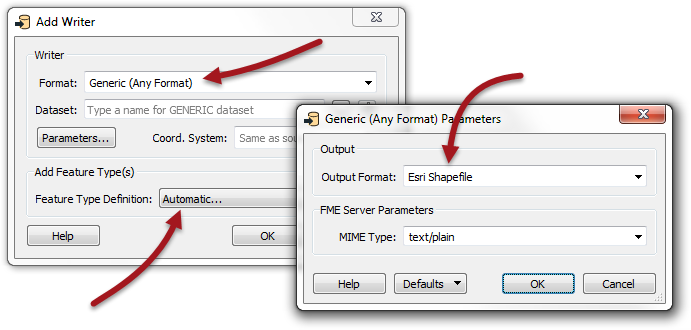 Add Writer
Writer
Format: Generic (Any Format)
Dataset: Type a name for GENERIC dataset
Parameters... Coord. System: Same as sou
Add Feature Type(s)
Feature Type Definition: Automatic...
Help OK
Generic (Any Format) Parameters
Output
Output Format: Esri Shapefile
FME Server Parameters
MIME Type: text/plain
Help Defaults OK Cancel